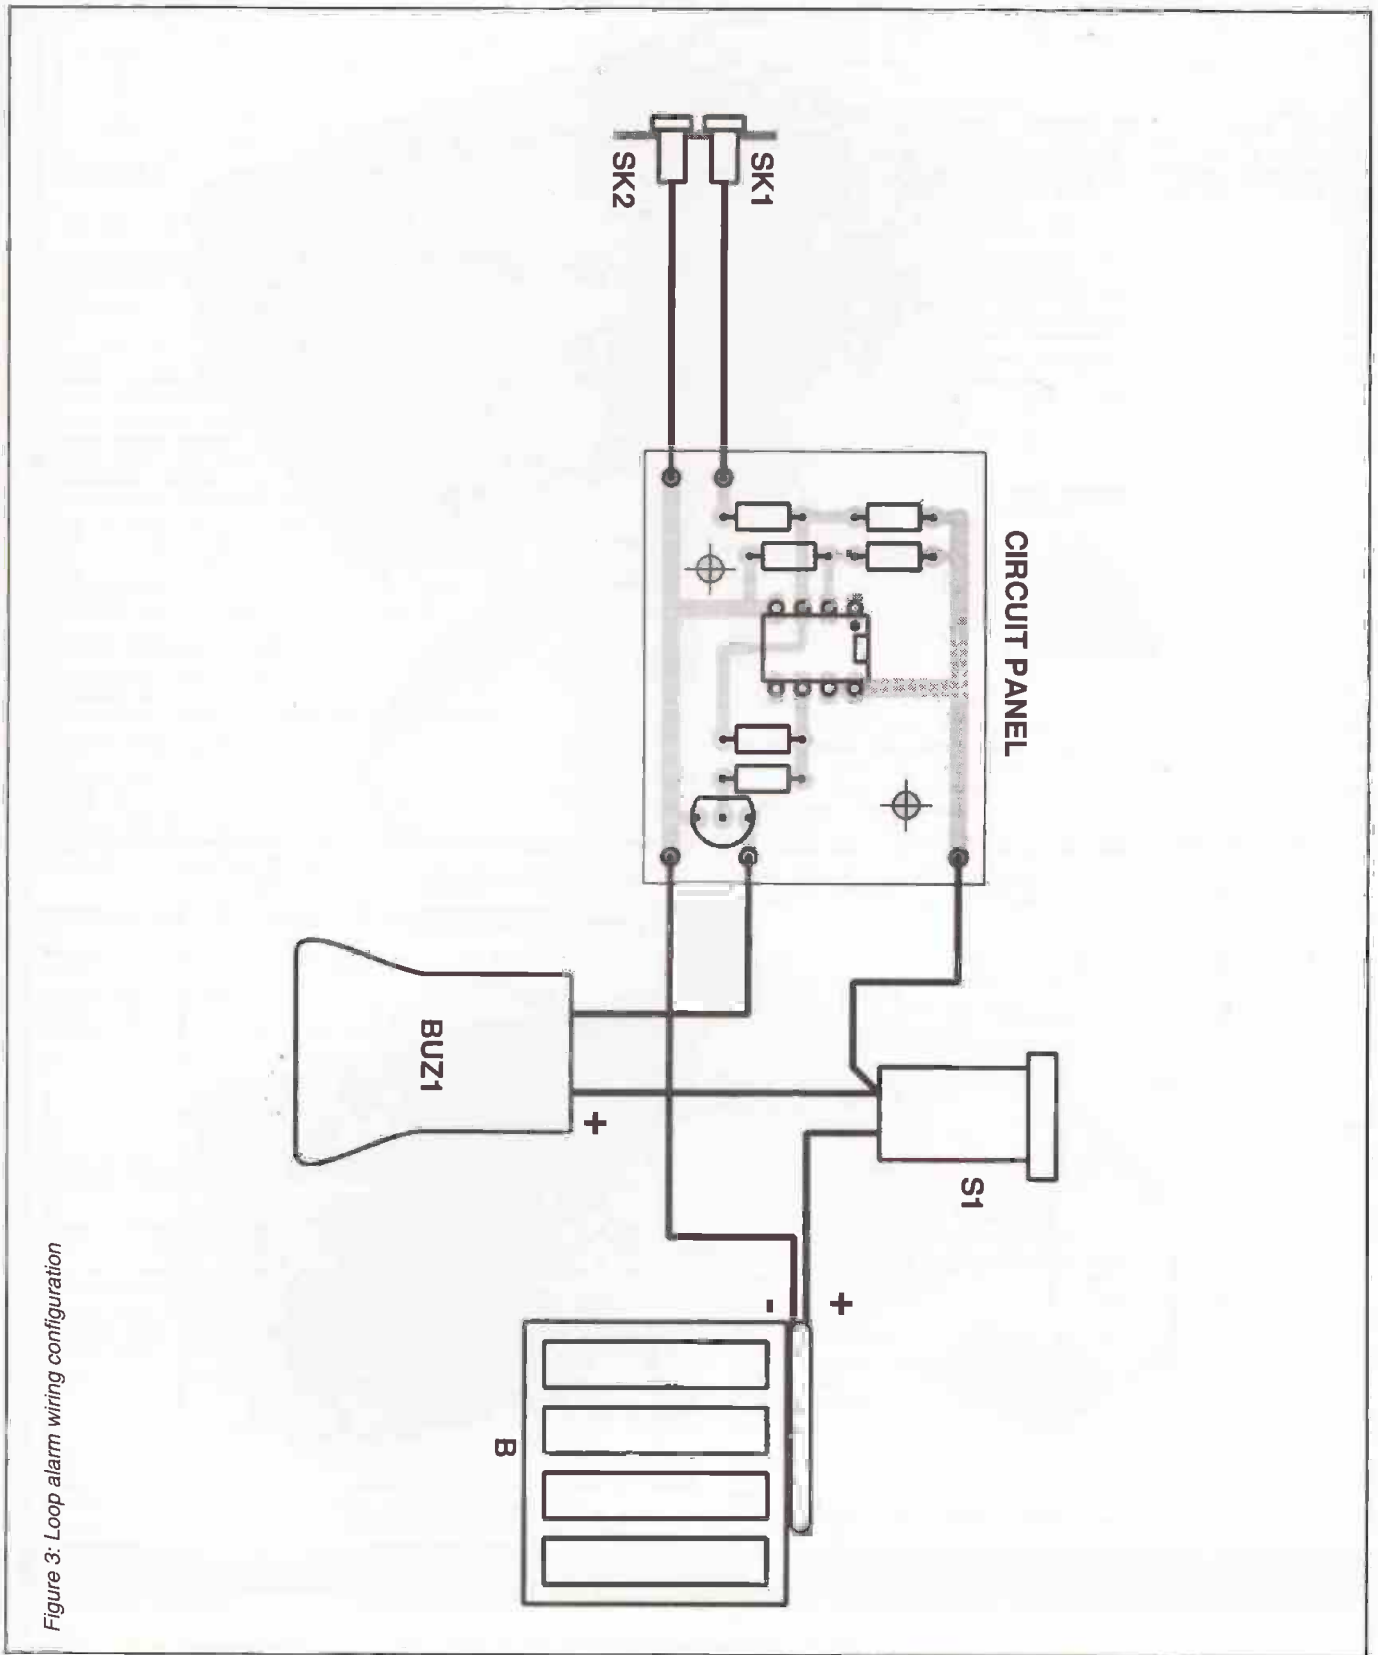 SK1
SK2
CIRCUIT PANEL
BUZ1
+
S1
+
-
B
Figure 3: Loop alarm wiring configuration